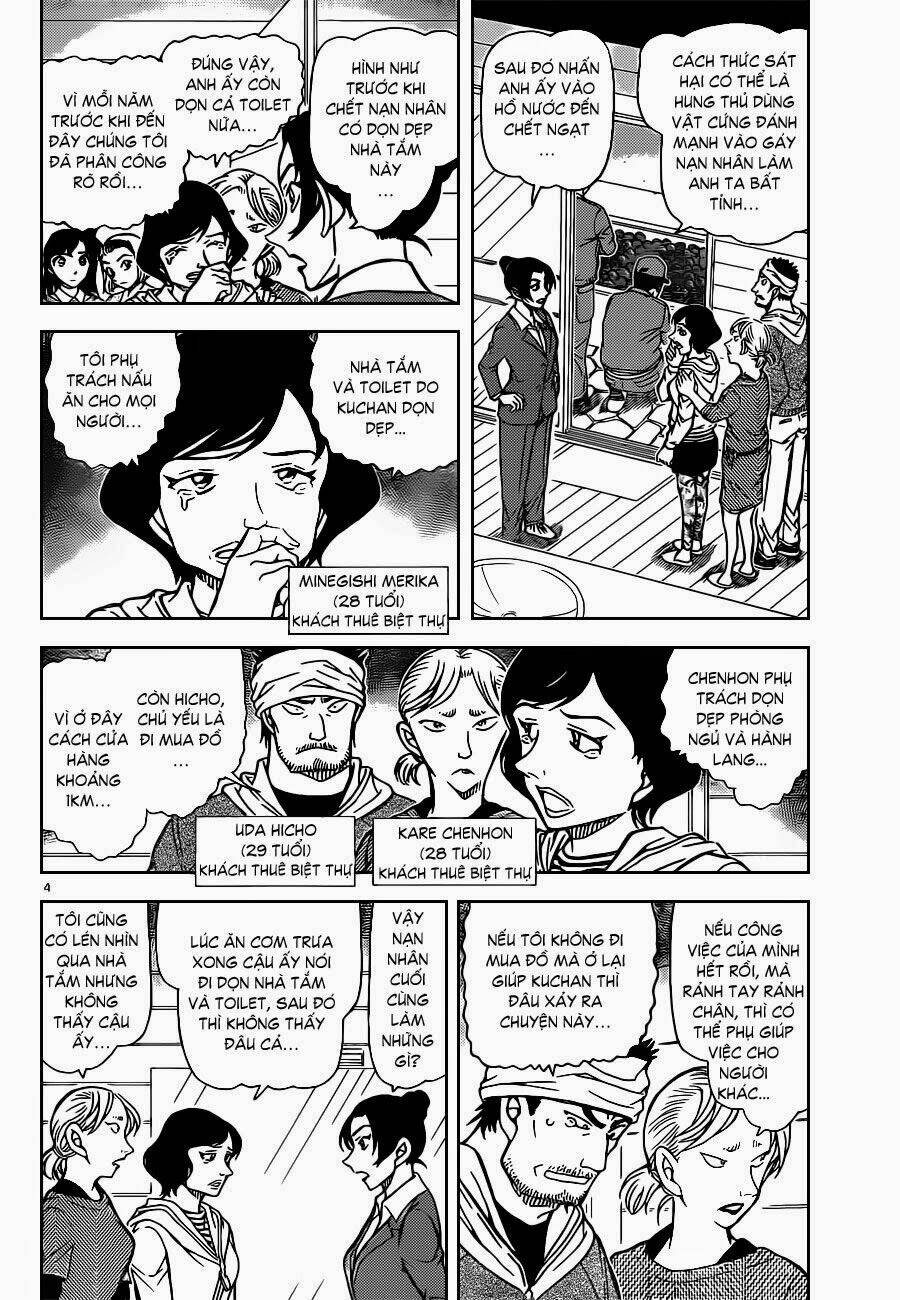 CÁCH THỨC SÁT
HẠI CÓ THỂ LÀ
HUNG THỦ DÙNG
VẬT CỨNG ĐÁNH
MẠNH VÀO GÁY
NẠN NHÂN LÀM
ANH TA BẤT
TỈNH...
SAU ĐÓ NHẤN
ANH ẤY VÀO
HỒ NƯỚC ĐẾN
CHẾT NGẠT
...
HÌNH NHƯ
TRƯỚC KHI
CHẾT NẠN NHÂN
CÓ DỌN DẸP
NHÀ TẮM
NÀY
...
ĐÚNG VẬY,
ANH ẤY CÒN
DỌN CẢ TOILET
NỮA...
VÌ MỖI NĂM
TRƯỚC KHI ĐẾN
ĐÂY CHÚNG TÔI
ĐÃ PHÂN CÔNG
RÕ RỒI...
NHÀ TẮM
VÀ TOILET DO
KUCHAN DỌN
DẸP...
TÔI PHỤ
TRÁCH NẤU
ĂN CHO MỌI
NGƯỜI...
MINEGISHI MERIKA
(28 TUỔI)
KHÁCH THUÊ BIỆT THỰ
CHENHON PHỤ
TRÁCH DỌN
DẸP PHÒNG
NGỦ VÀ HÀNH
LANG...
CÒN HICHO,
CHỦ YẾU LÀ
ĐI MUA ĐỒ
...
VÌ Ở ĐÂY
CÁCH CỬA
HÀNG
KHOẢNG
1KM...
KARE CHENHON
(28 TUỔI)
KHÁCH THUÊ BIỆT THỰ
UDA HICHO
(29 TUỔI)
KHÁCH THUÊ BIỆT THỰ
4
NẾU CÔNG
VIỆC CỦA MÌNH
HẾT RỒI, MÀ
RẢNH TAY RẢNH
CHÂN, THÌ CÓ
THỂ PHỤ GIÚP
VIỆC CHO
NGƯỜI
KHÁC...
NẾU TÔI KHÔNG ĐI
MUA ĐỒ MÀ Ở LẠI
GIÚP KUCHAN THÌ
ĐÂU XẢY RA
CHUYỆN NÀY...
VẬY
NẠN
NHÂN
CUỐI
CÙNG
LÀM
NHỮNG
GÌ?
LÚC ĂN CƠM TRƯA
XONG CẬU ẤY NÓI
ĐI DỌN NHÀ TẮM
VÀ TOILET, SAU ĐÓ
THÌ KHÔNG THẤY
ĐÂU CẢ...
TÔI CŨNG
CÓ LÉN NHÌN
QUA NHÀ
TẮM NHƯNG
KHÔNG
THẤY CẬU
ẤY...